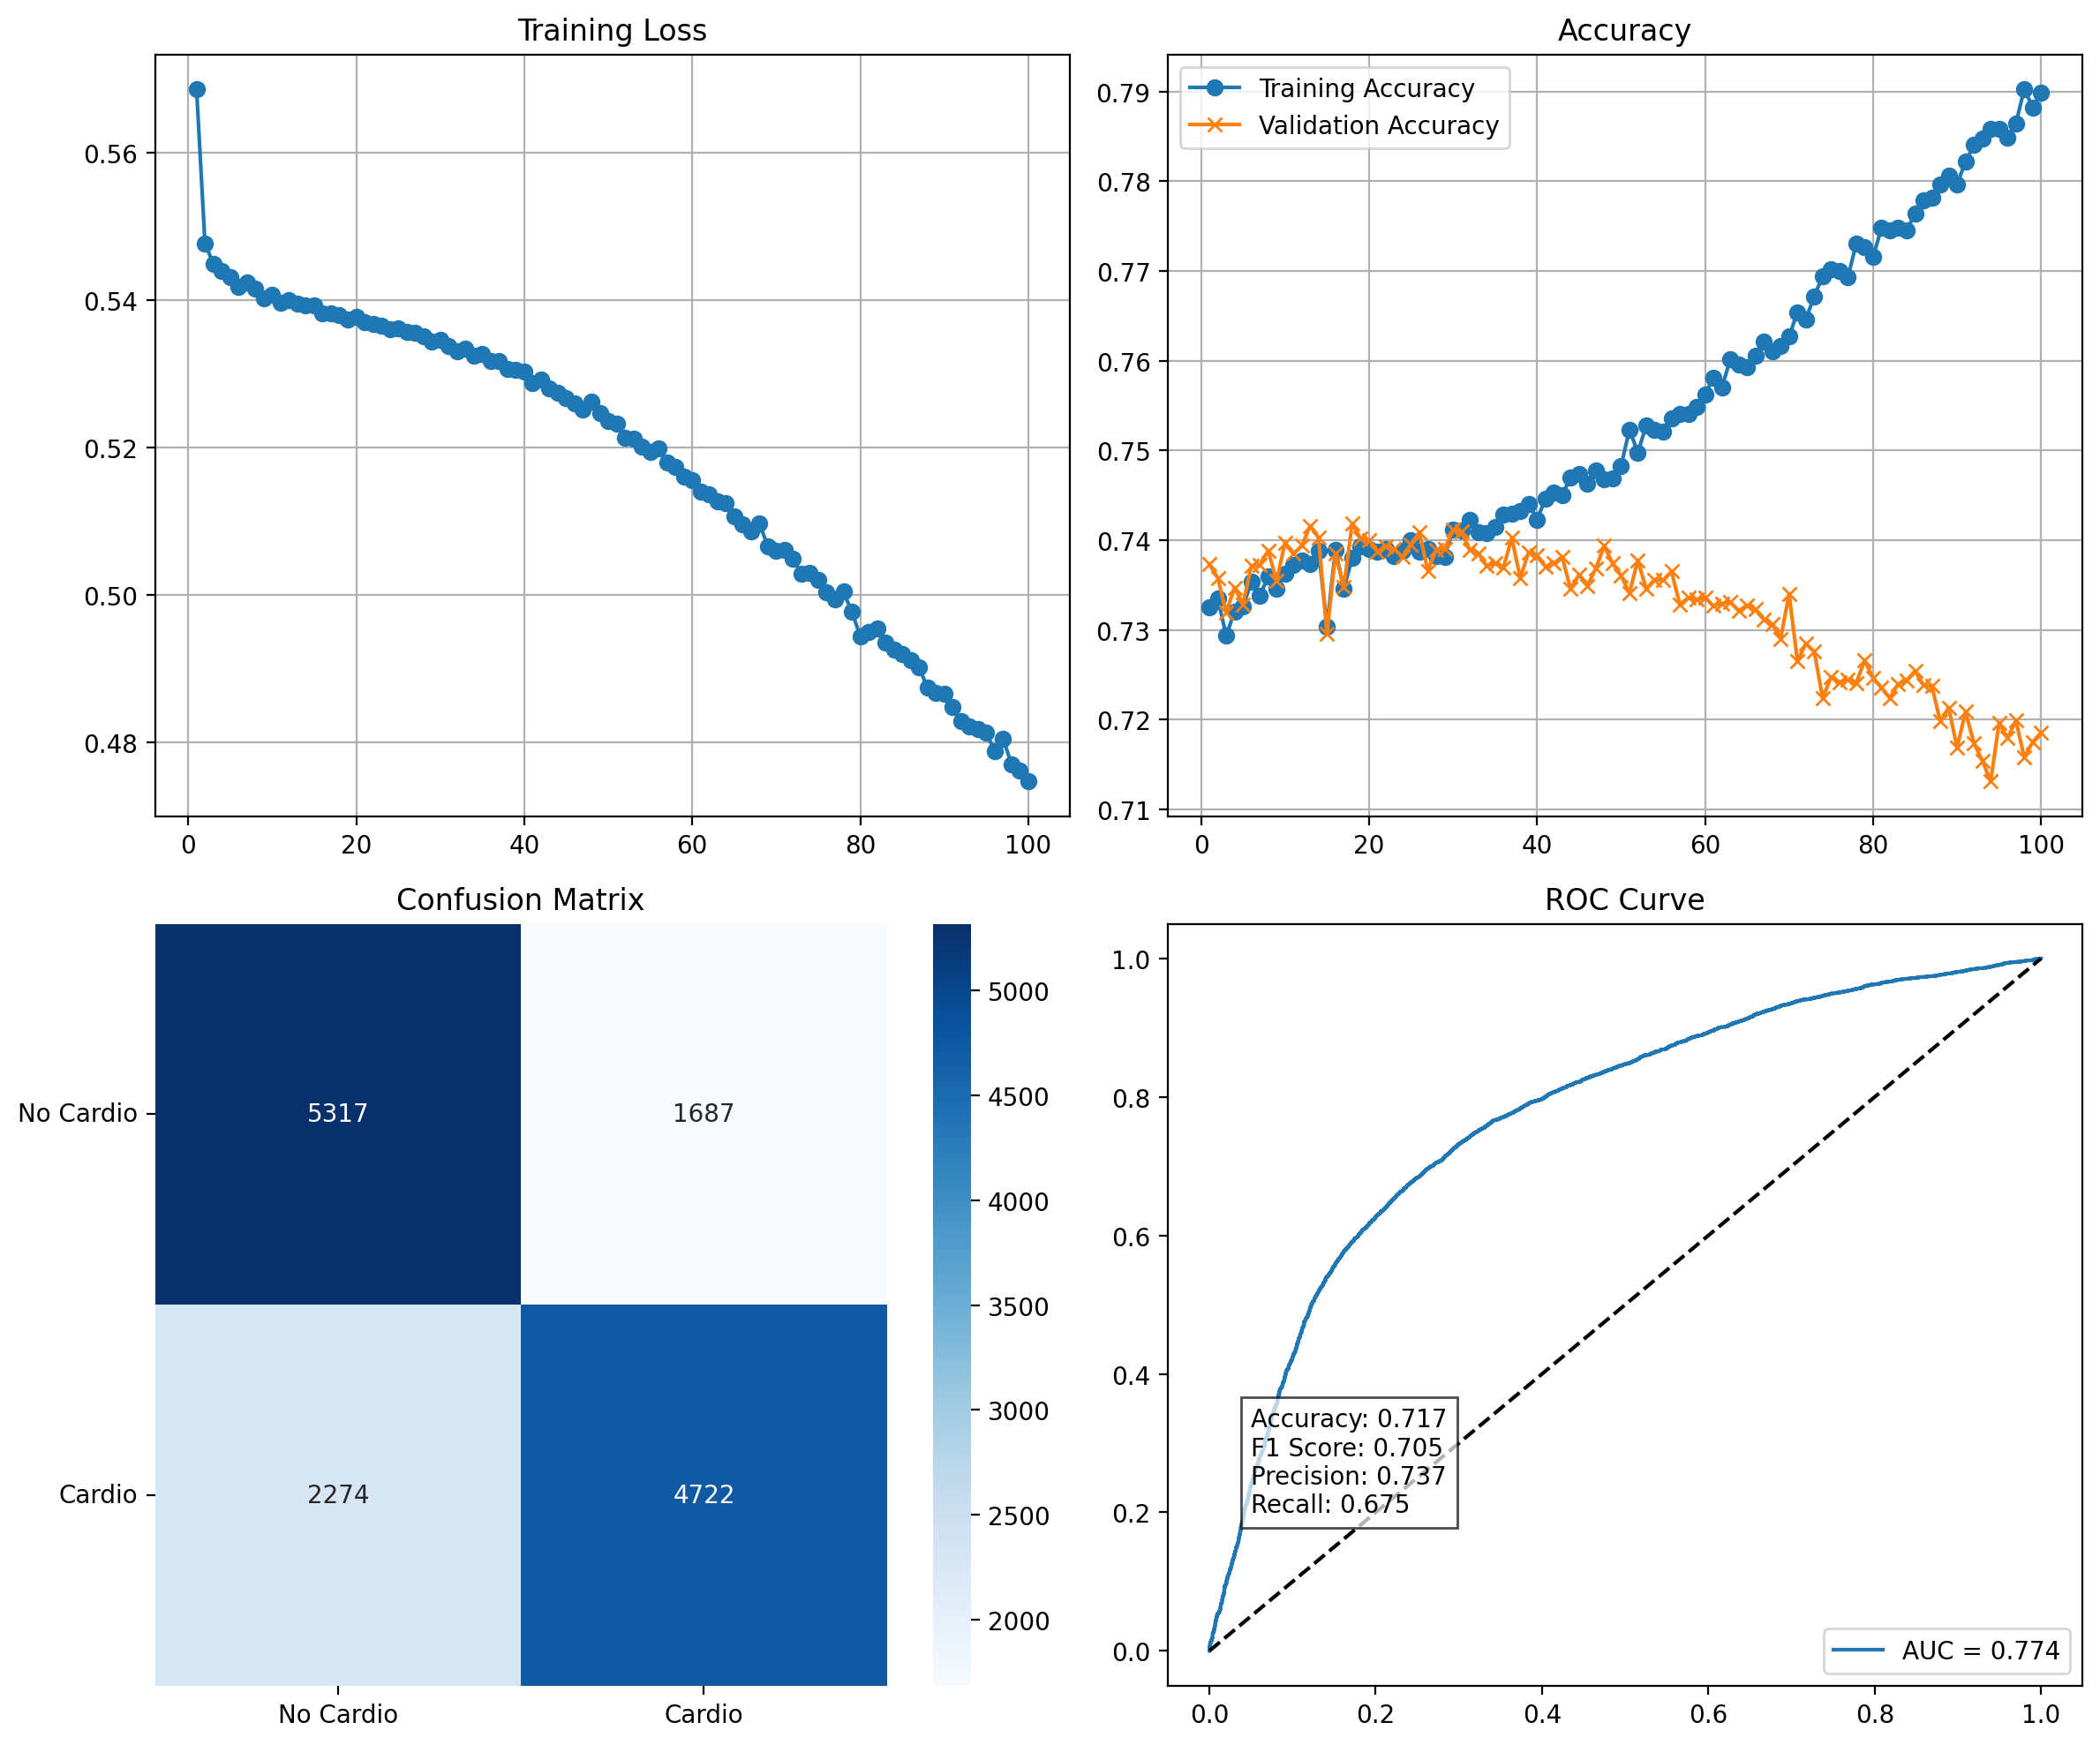 Training Loss
0.56
0.54
0.52
0.50
0.48
0 20 40 60 80 100
Accuracy
Training Accuracy
Validation Accuracy
0.79
0.78
0.77
0.76
0.75
0.74
0.73
0.72
0.71
0 20 40 60 80 100
Confusion Matrix
No Cardio
5317 1687
Cardio
2274 4722
No Cardio Cardio
5000
4500
4000
3500
3000
2500
2000
ROC Curve
1.0
0.8
0.6
0.4
0.2
0.0
Accuracy: 0.717
F1 Score: 0.705
Precision: 0.737
Recall: 0.675
AUC = 0.774
0.0 0.2 0.4 0.6 0.8 1.0